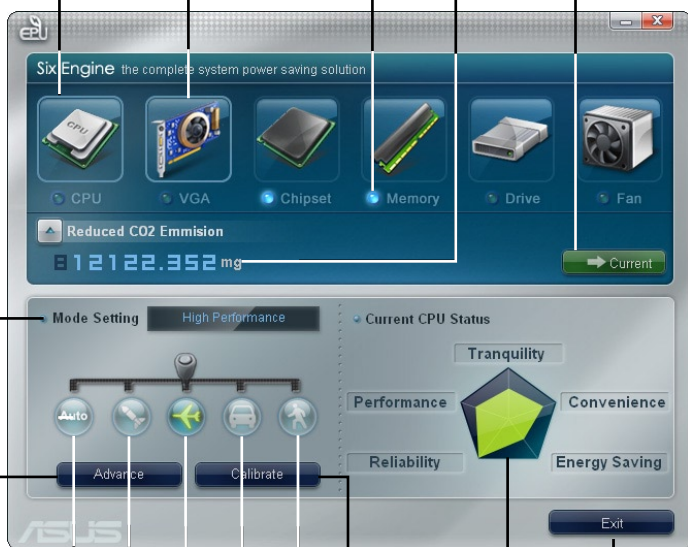 EPU
Six Engine the complete system power saving solution
CPU
CPU VGA Chipset Memory Drive Fan
Reduced CO2 Emmision
12122.352 mg
Current
Mode Setting High Performance
Current CPU Status
Tranquility
Performance Convenience
Reliability Energy Saving
Auto
Advance Calibrate
Exit
ASUS